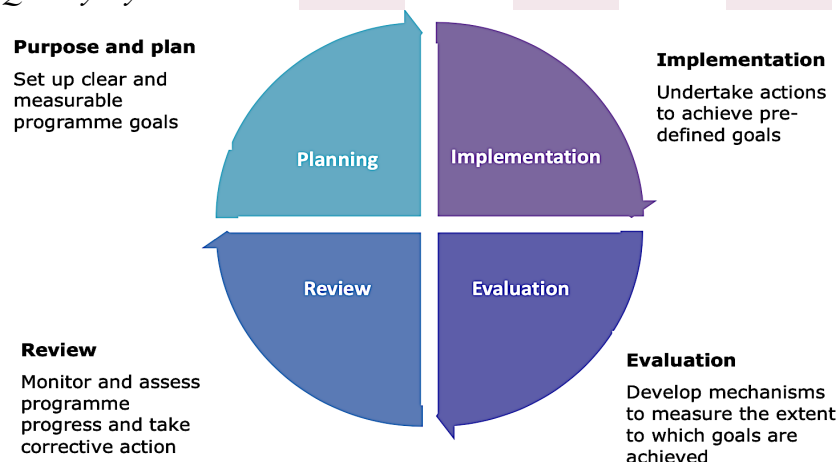 Purpose and plan
Set up clear and
measurable
programme goals
Implementation
Undertake actions
to achieve pre-
defined goals
Planning
Implementation
Review
Evaluation
Review
Monitor and assess
programme
progress and take
corrective action
Evaluation
Develop mechanisms
to measure the extent
to which goals are
achieved